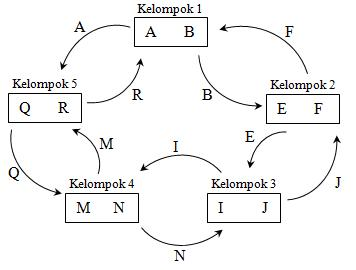 Kelompok 1
A B
A
F
Kelompok 5
Q R
R
B
Kelompok 2
E F
Q
M
I
E
J
Kelompok 4
M N
Kelompok 3
I J
N